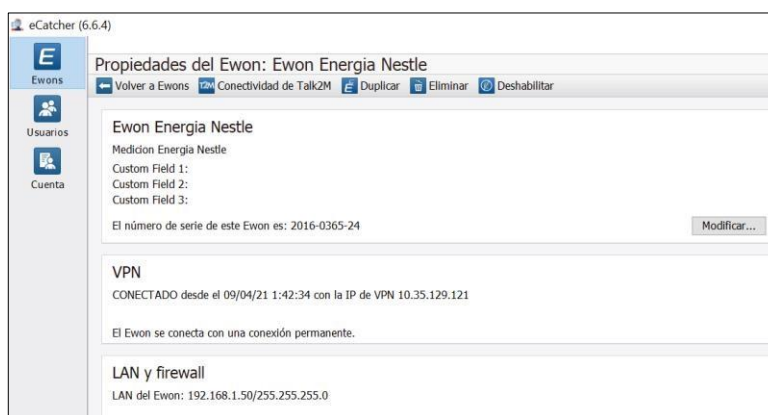 eCatcher (6.6.4)
Ewons
Usuarios
Cuenta
Propiedades del Ewon: Ewon Energia Nestle
Volver a Ewons T2M Conectividad de Talk2M Duplicar Eliminar Deshabilitar
Ewon Energia Nestle
Medicion Energia Nestle
Custom Field 1:
Custom Field 2:
Custom Field 3:
El número de serie de este Ewon es: 2016-0365-24
Modificar...
VPN
CONECTADO desde el 09/04/21 1:42:34 con la IP de VPN 10.35.129.121
El Ewon se conecta con una conexión permanente.
LAN y firewall
LAN del Ewon: 192.168.1.50/255.255.255.0